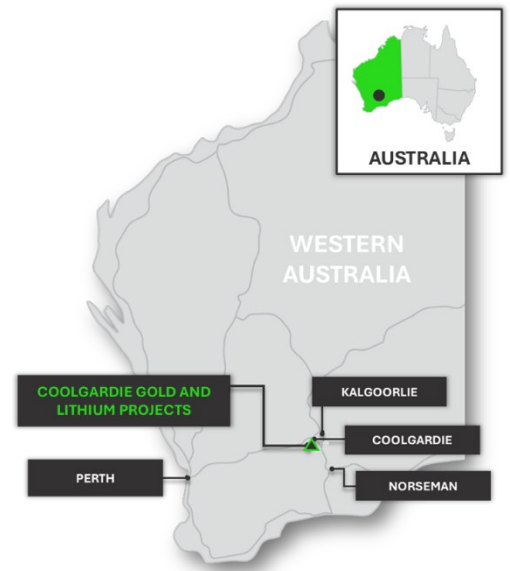 AUSTRALIA
WESTERN
AUSTRALIA
COOLGARDIE GOLD AND
LITHIUM PROJECTS
KALGOORLIE
COOLGARDIE
PERTH
NORSEMAN